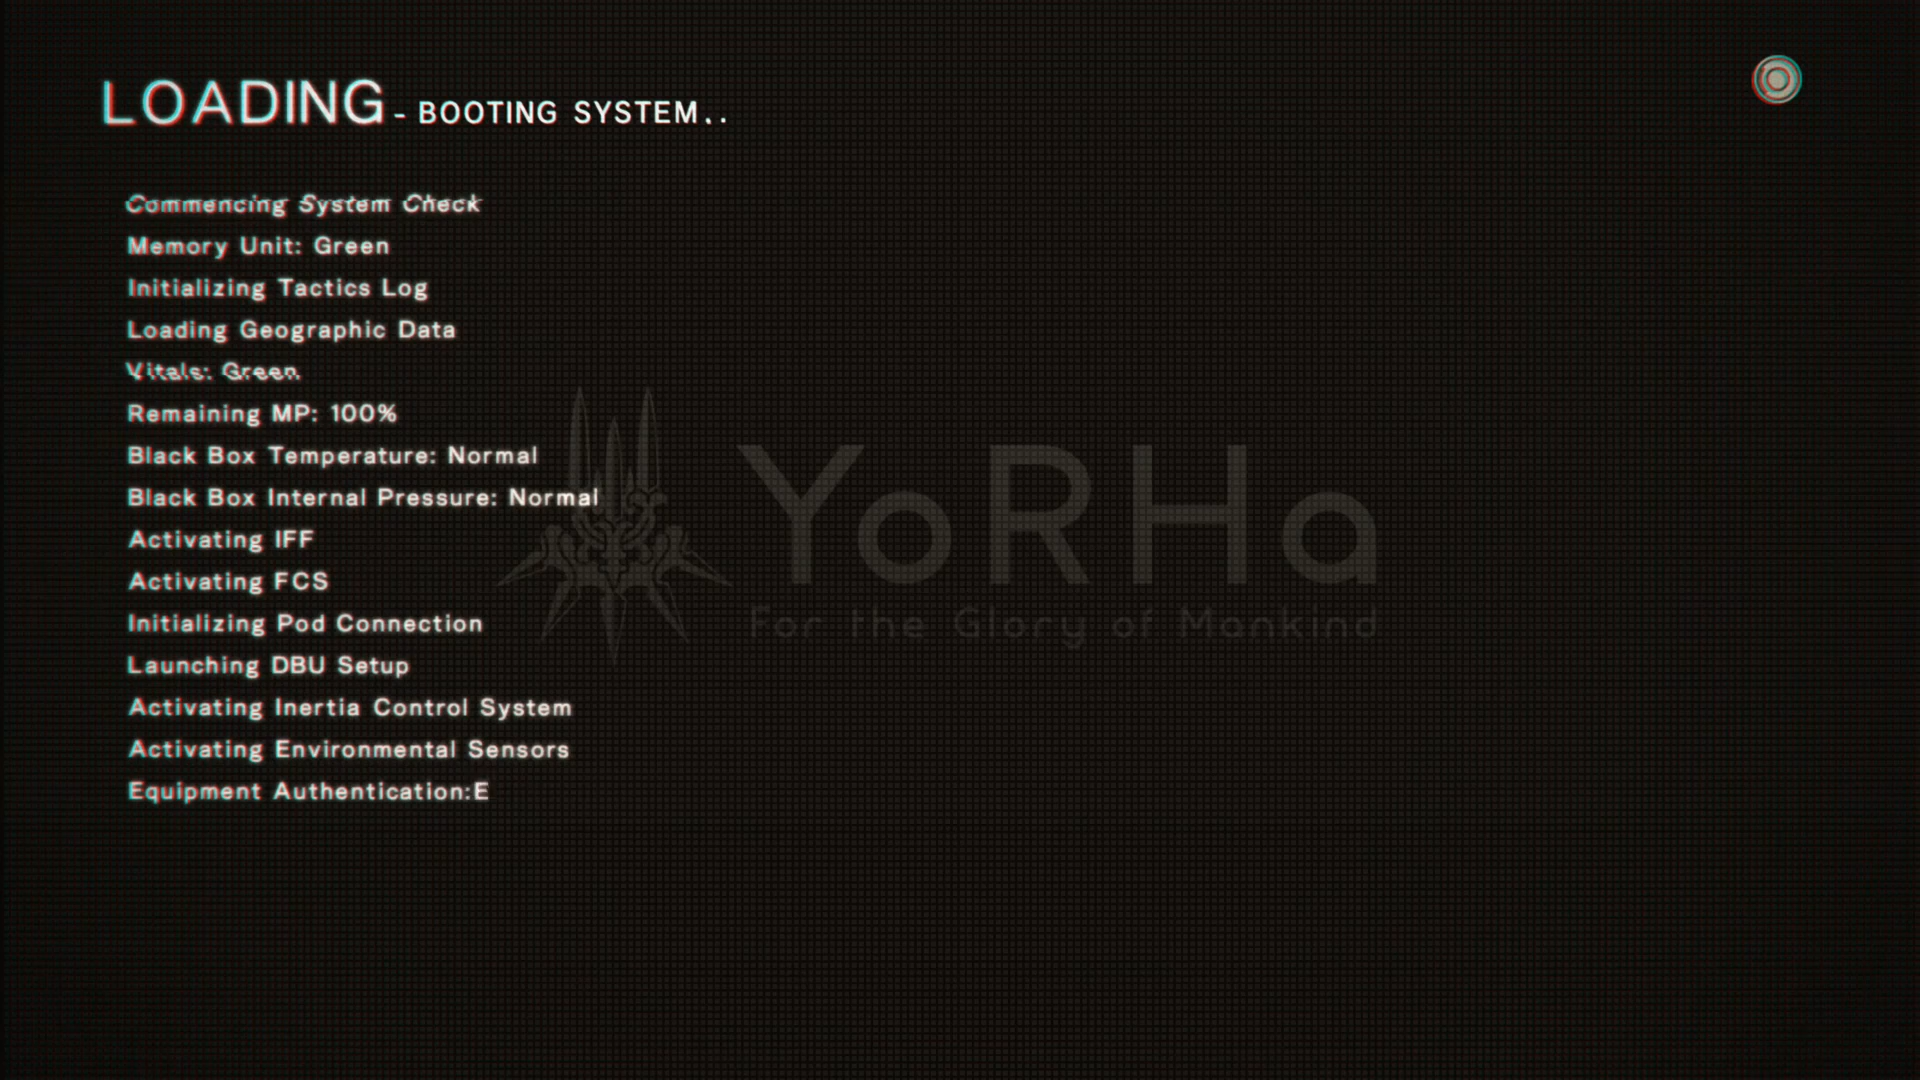 LOADING - BOOTING SYSTEM..
Commencing System Check
Memory Unit: Green
Initializing Tactics Log
Loading Geographic Data
Vitals: Green
Remaining MP: 100%
Black Box Temperature: Normal
Black Box Internal Pressure: Normal
Activating IFF
Activating FCS
Initializing Pod Connection
Launching DBU Setup
Activating Inertia Control System
Activating Environmental Sensors
Equipment Authentication:E
YoRHa
For the Glory of Mankind